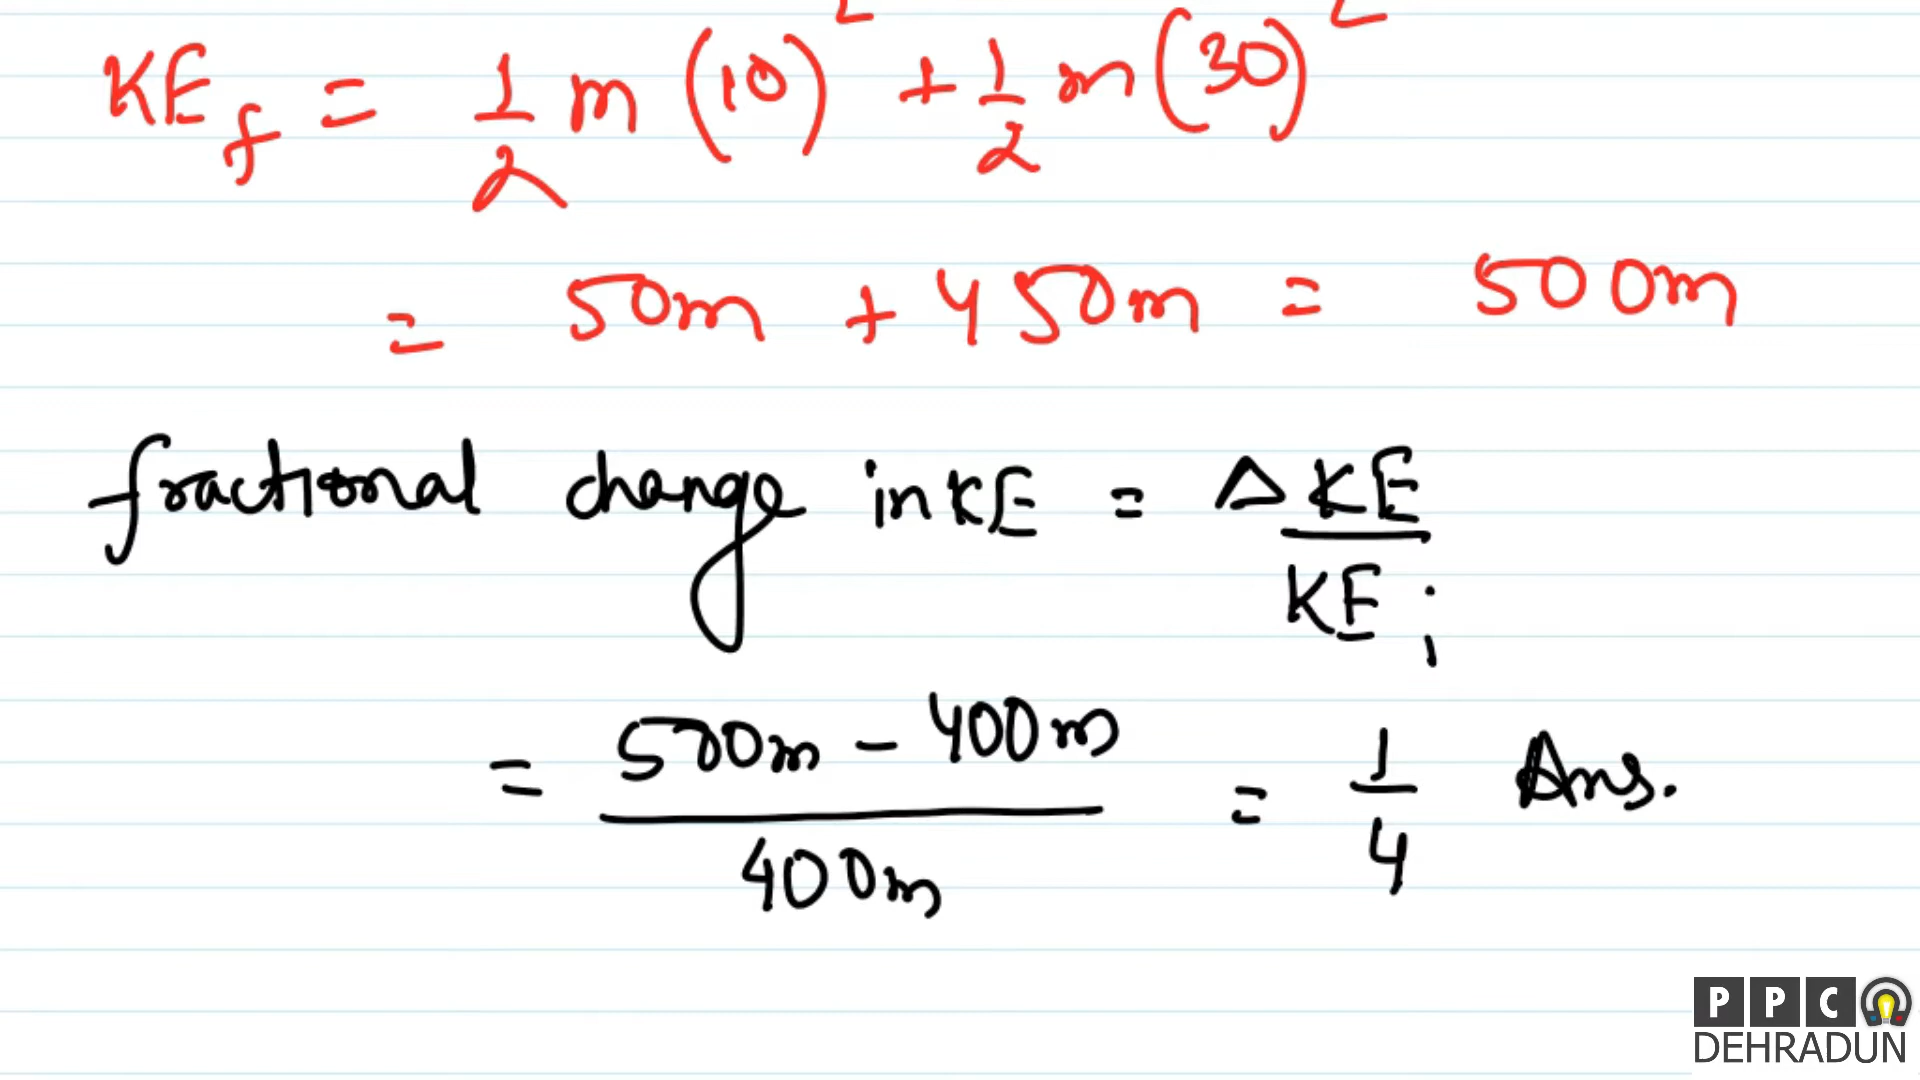 KE_f = 1/2 m (10)² + 1/2 m (30)²
= 50m + 450m = 500m
fractional change in KE = ΔKE / KE_i
= 500m - 400m / 400m = 1/4 Ans.
PPC
DEHRADUN